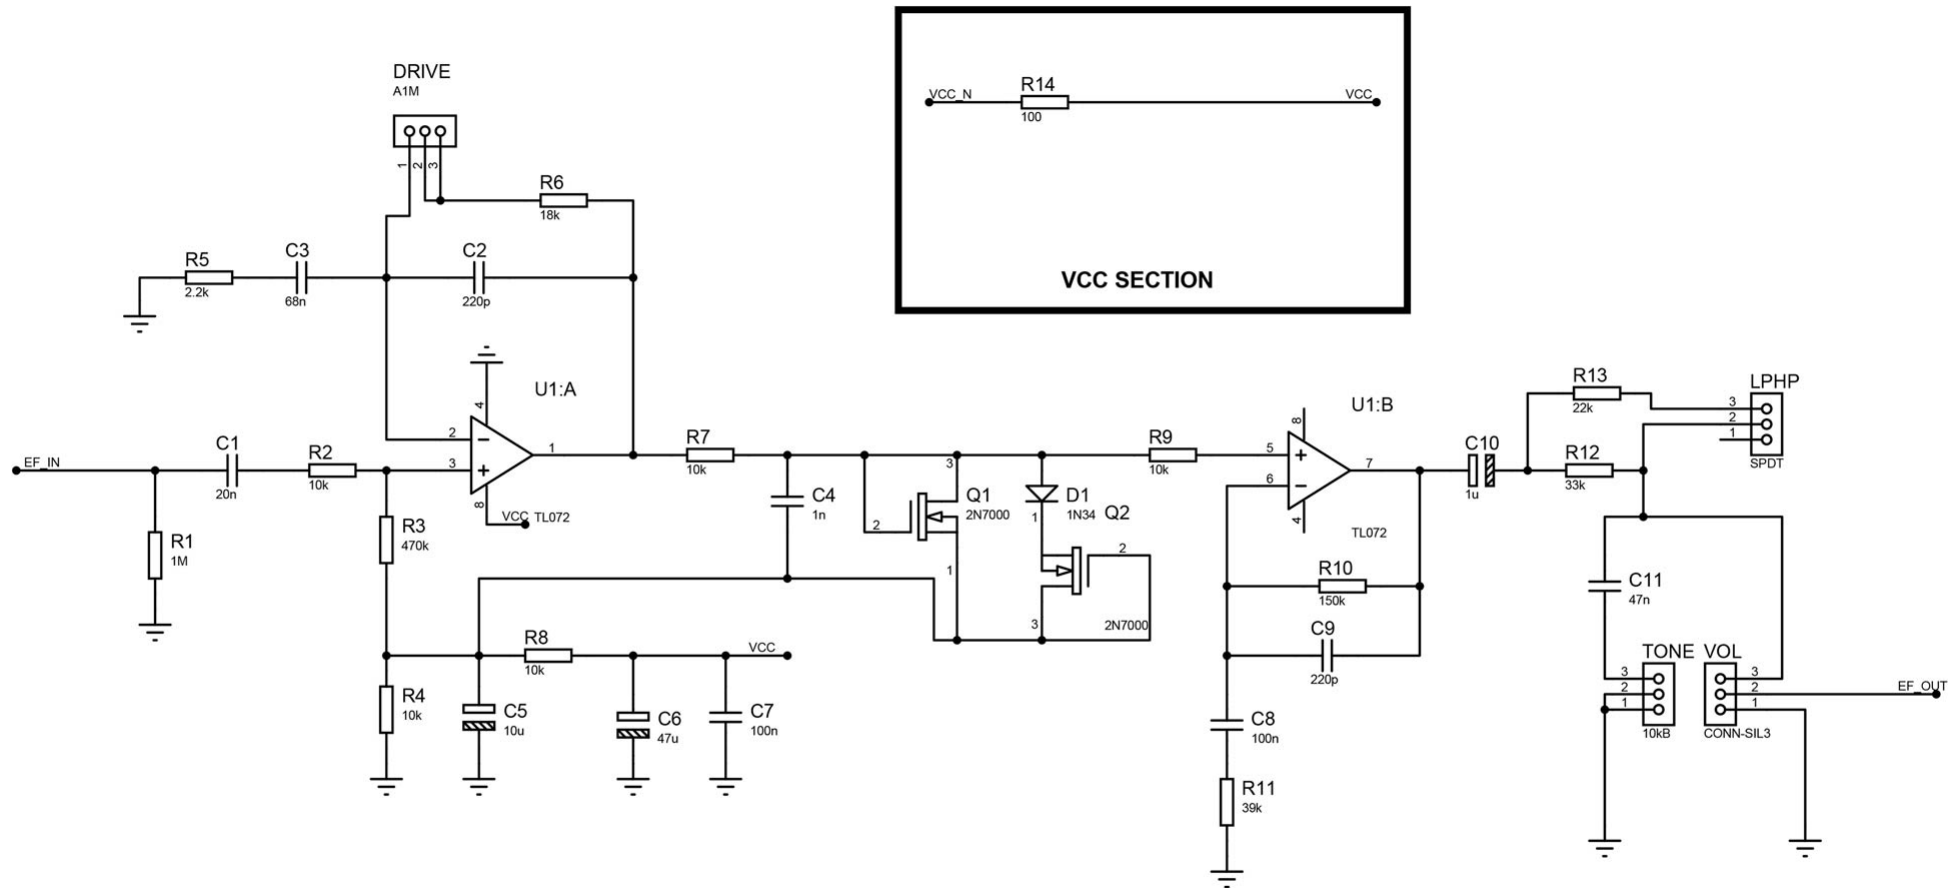 DRIVE
A1M
1 2 3
R6
18k
VCC_N
R14
100
VCC
VCC SECTION
R5
2.2k
C3
68n
C2
220p
U1:A
4
2
3
1
8
VCC
TL072
EF_IN
C1
20n
R2
10k
R1
1M
R3
470k
R4
10k
R7
10k
C4
1n
3
Q1
2N7000
2
1
D1
1N34
1
Q2
2
3
2N7000
R9
10k
U1:B
8
5
6
7
4
TL072
R10
150k
C9
220p
C8
100n
R11
39k
R8
10k
VCC
C5
10u
C6
47u
C7
100n
C10
1u
R13
22k
R12
33k
LPHP
3
2
1
SPDT
C11
47n
TONE
3
2
1
10kB
VOL
3
2
1
CONN-SIL3
EF_OUT